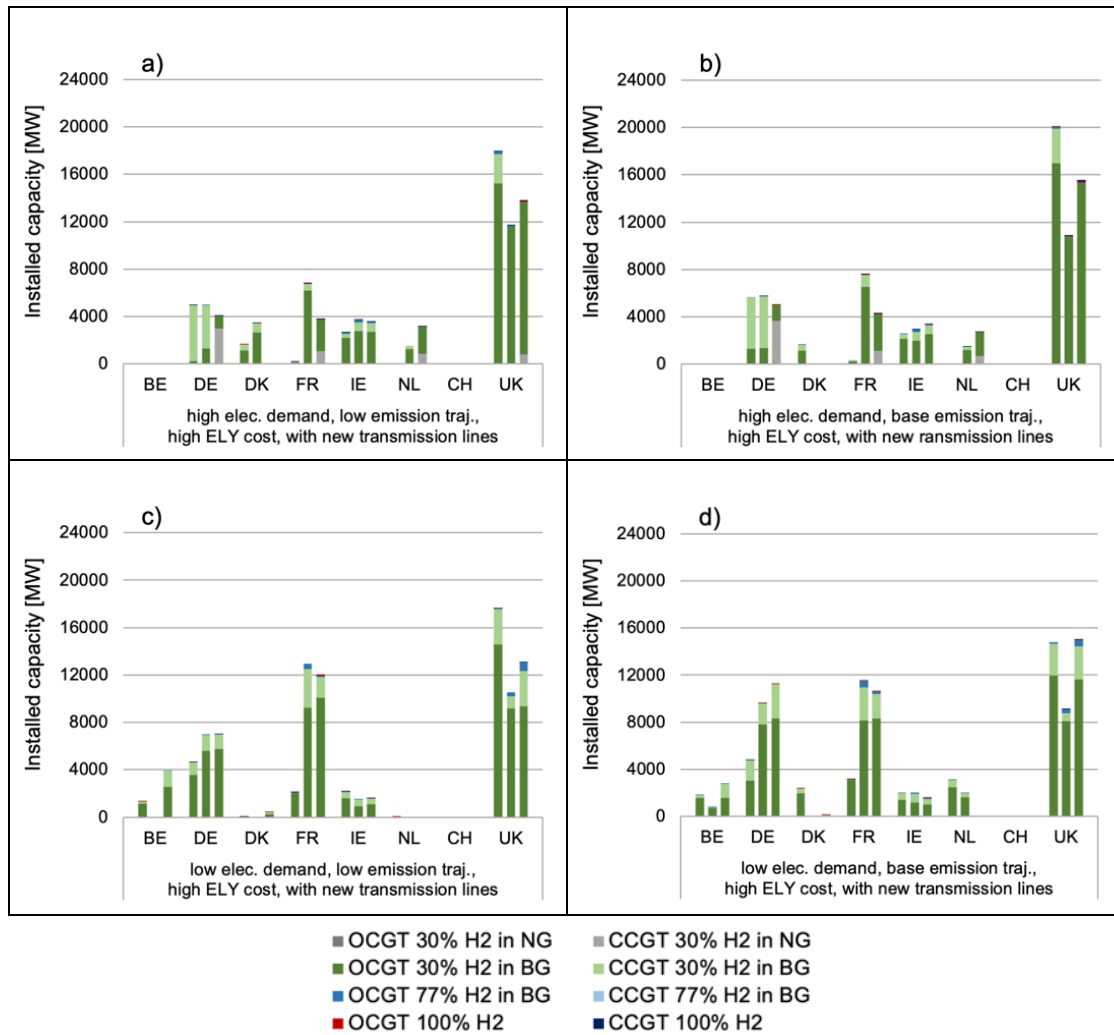 a)
Installed capacity [MW]
24000
20000
16000
12000
8000
4000
0
BE DE DK FR IE NL CH UK
high elec. demand, low emission traj.,
high ELY cost, with new transmission lines
b)
Installed capacity [MW]
24000
20000
16000
12000
8000
4000
0
BE DE DK FR IE NL CH UK
high elec. demand, base emission traj.,
high ELY cost, with new ransmission lines
c)
Installed capacity [MW]
24000
20000
16000
12000
8000
4000
0
BE DE DK FR IE NL CH UK
low elec. demand, low emission traj.,
high ELY cost, with new transmission lines
d)
Installed capacity [MW]
24000
20000
16000
12000
8000
4000
0
BE DE DK FR IE NL CH UK
low elec. demand, base emission traj.,
high ELY cost, with new transmission lines
OCGT 30% H2 in NG CCGT 30% H2 in NG
OCGT 30% H2 in BG CCGT 30% H2 in BG
OCGT 77% H2 in BG CCGT 77% H2 in BG
OCGT 100% H2 CCGT 100% H2